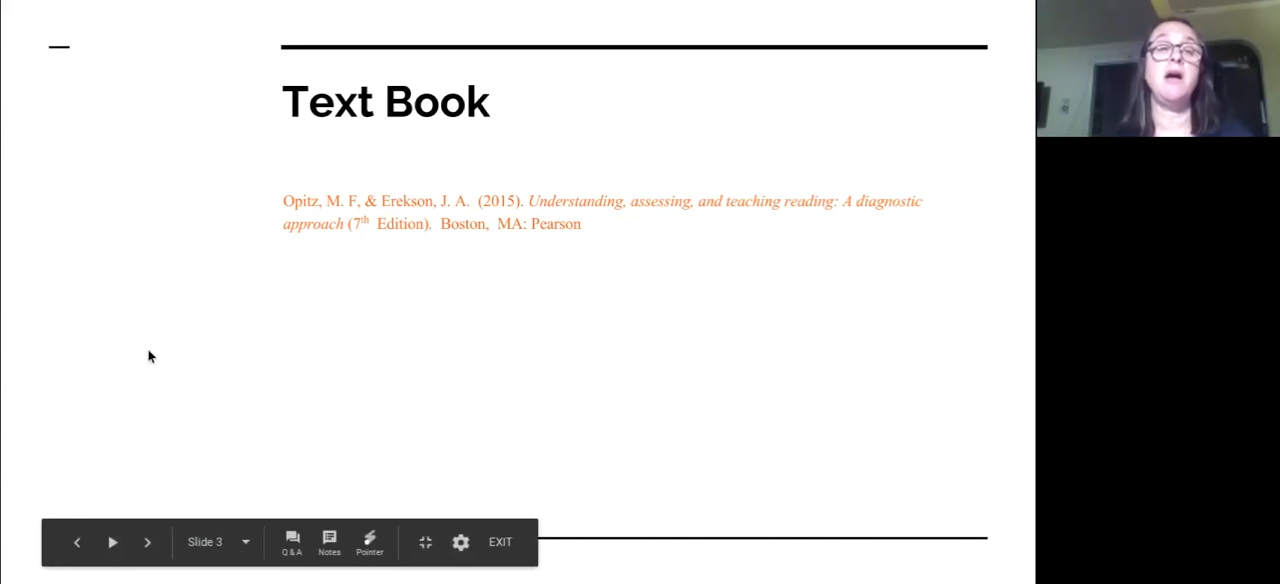 Text Book
Opitz, M. F, & Erekson, J. A. (2015). Understanding, assessing, and teaching reading: A diagnostic
approach (7th Edition). Boston, MA: Pearson
Slide 3
Q & A
Notes
Pointer
EXIT